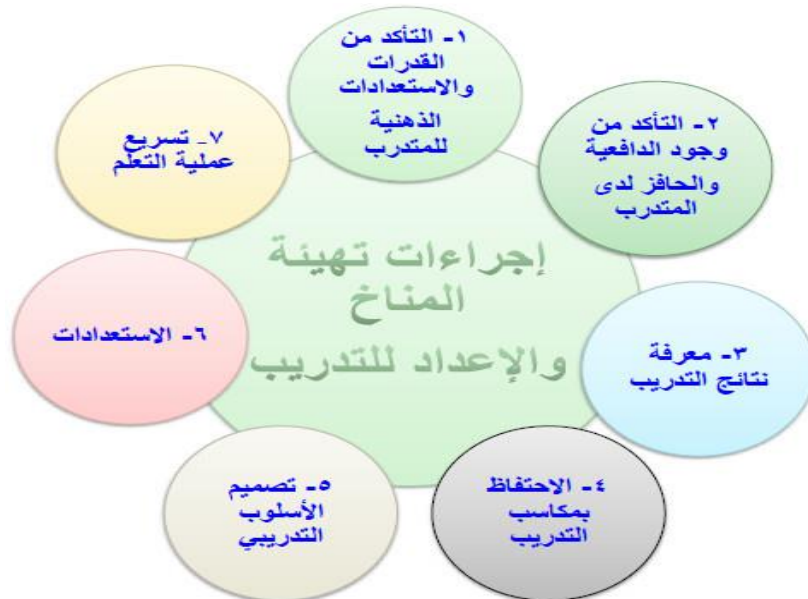 إجراءات تهيئة
المناخ
والإعداد للتدريب
١- التأكد من
القدرات
والاستعدادات
الذهنية
للمتدرب
٢- التأكد من
وجود الدافعية
والحافز لدى
المتدرب
٣- معرفة
نتائج التدريب
٤- الاحتفاظ
بمكاسب
التدريب
٥- تصميم
الأسلوب
التدريبي
٦- الاستعدادات
٧- تسريع
عملية التعلم